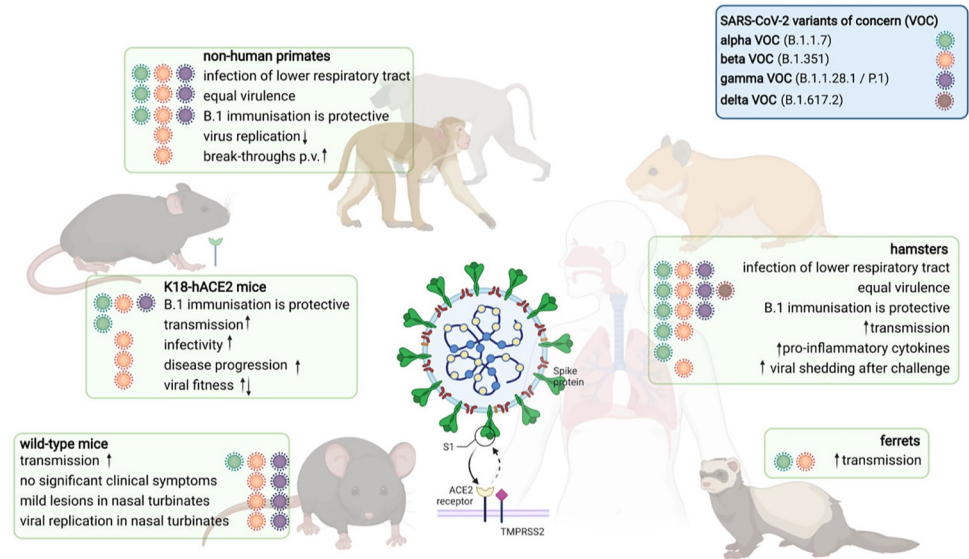 SARS-CoV-2 variants of concern (VOC)
alpha VOC (B.1.1.7)
beta VOC (B.1.351)
gamma VOC (B.1.1.28.1 / P.1)
delta VOC (B.1.617.2)
non-human primates
infection of lower respiratory tract
equal virulence
B.1 immunisation is protective
virus replication↓
break-throughs p.v.↑
K18-hACE2 mice
B.1 immunisation is protective
transmission↑
infectivity ↑
disease progression ↑
viral fitness ↑↓
wild-type mice
transmission ↑
no significant clinical symptoms
mild lesions in nasal turbinates
viral replication in nasal turbinates
Spike
protein
S1
ACE2
receptor
TMPRSS2
hamsters
infection of lower respiratory tract
equal virulence
B.1 immunisation is protective
↑transmission
↑pro-inflammatory cytokines
↑ viral shedding after challenge
ferrets
↑transmission